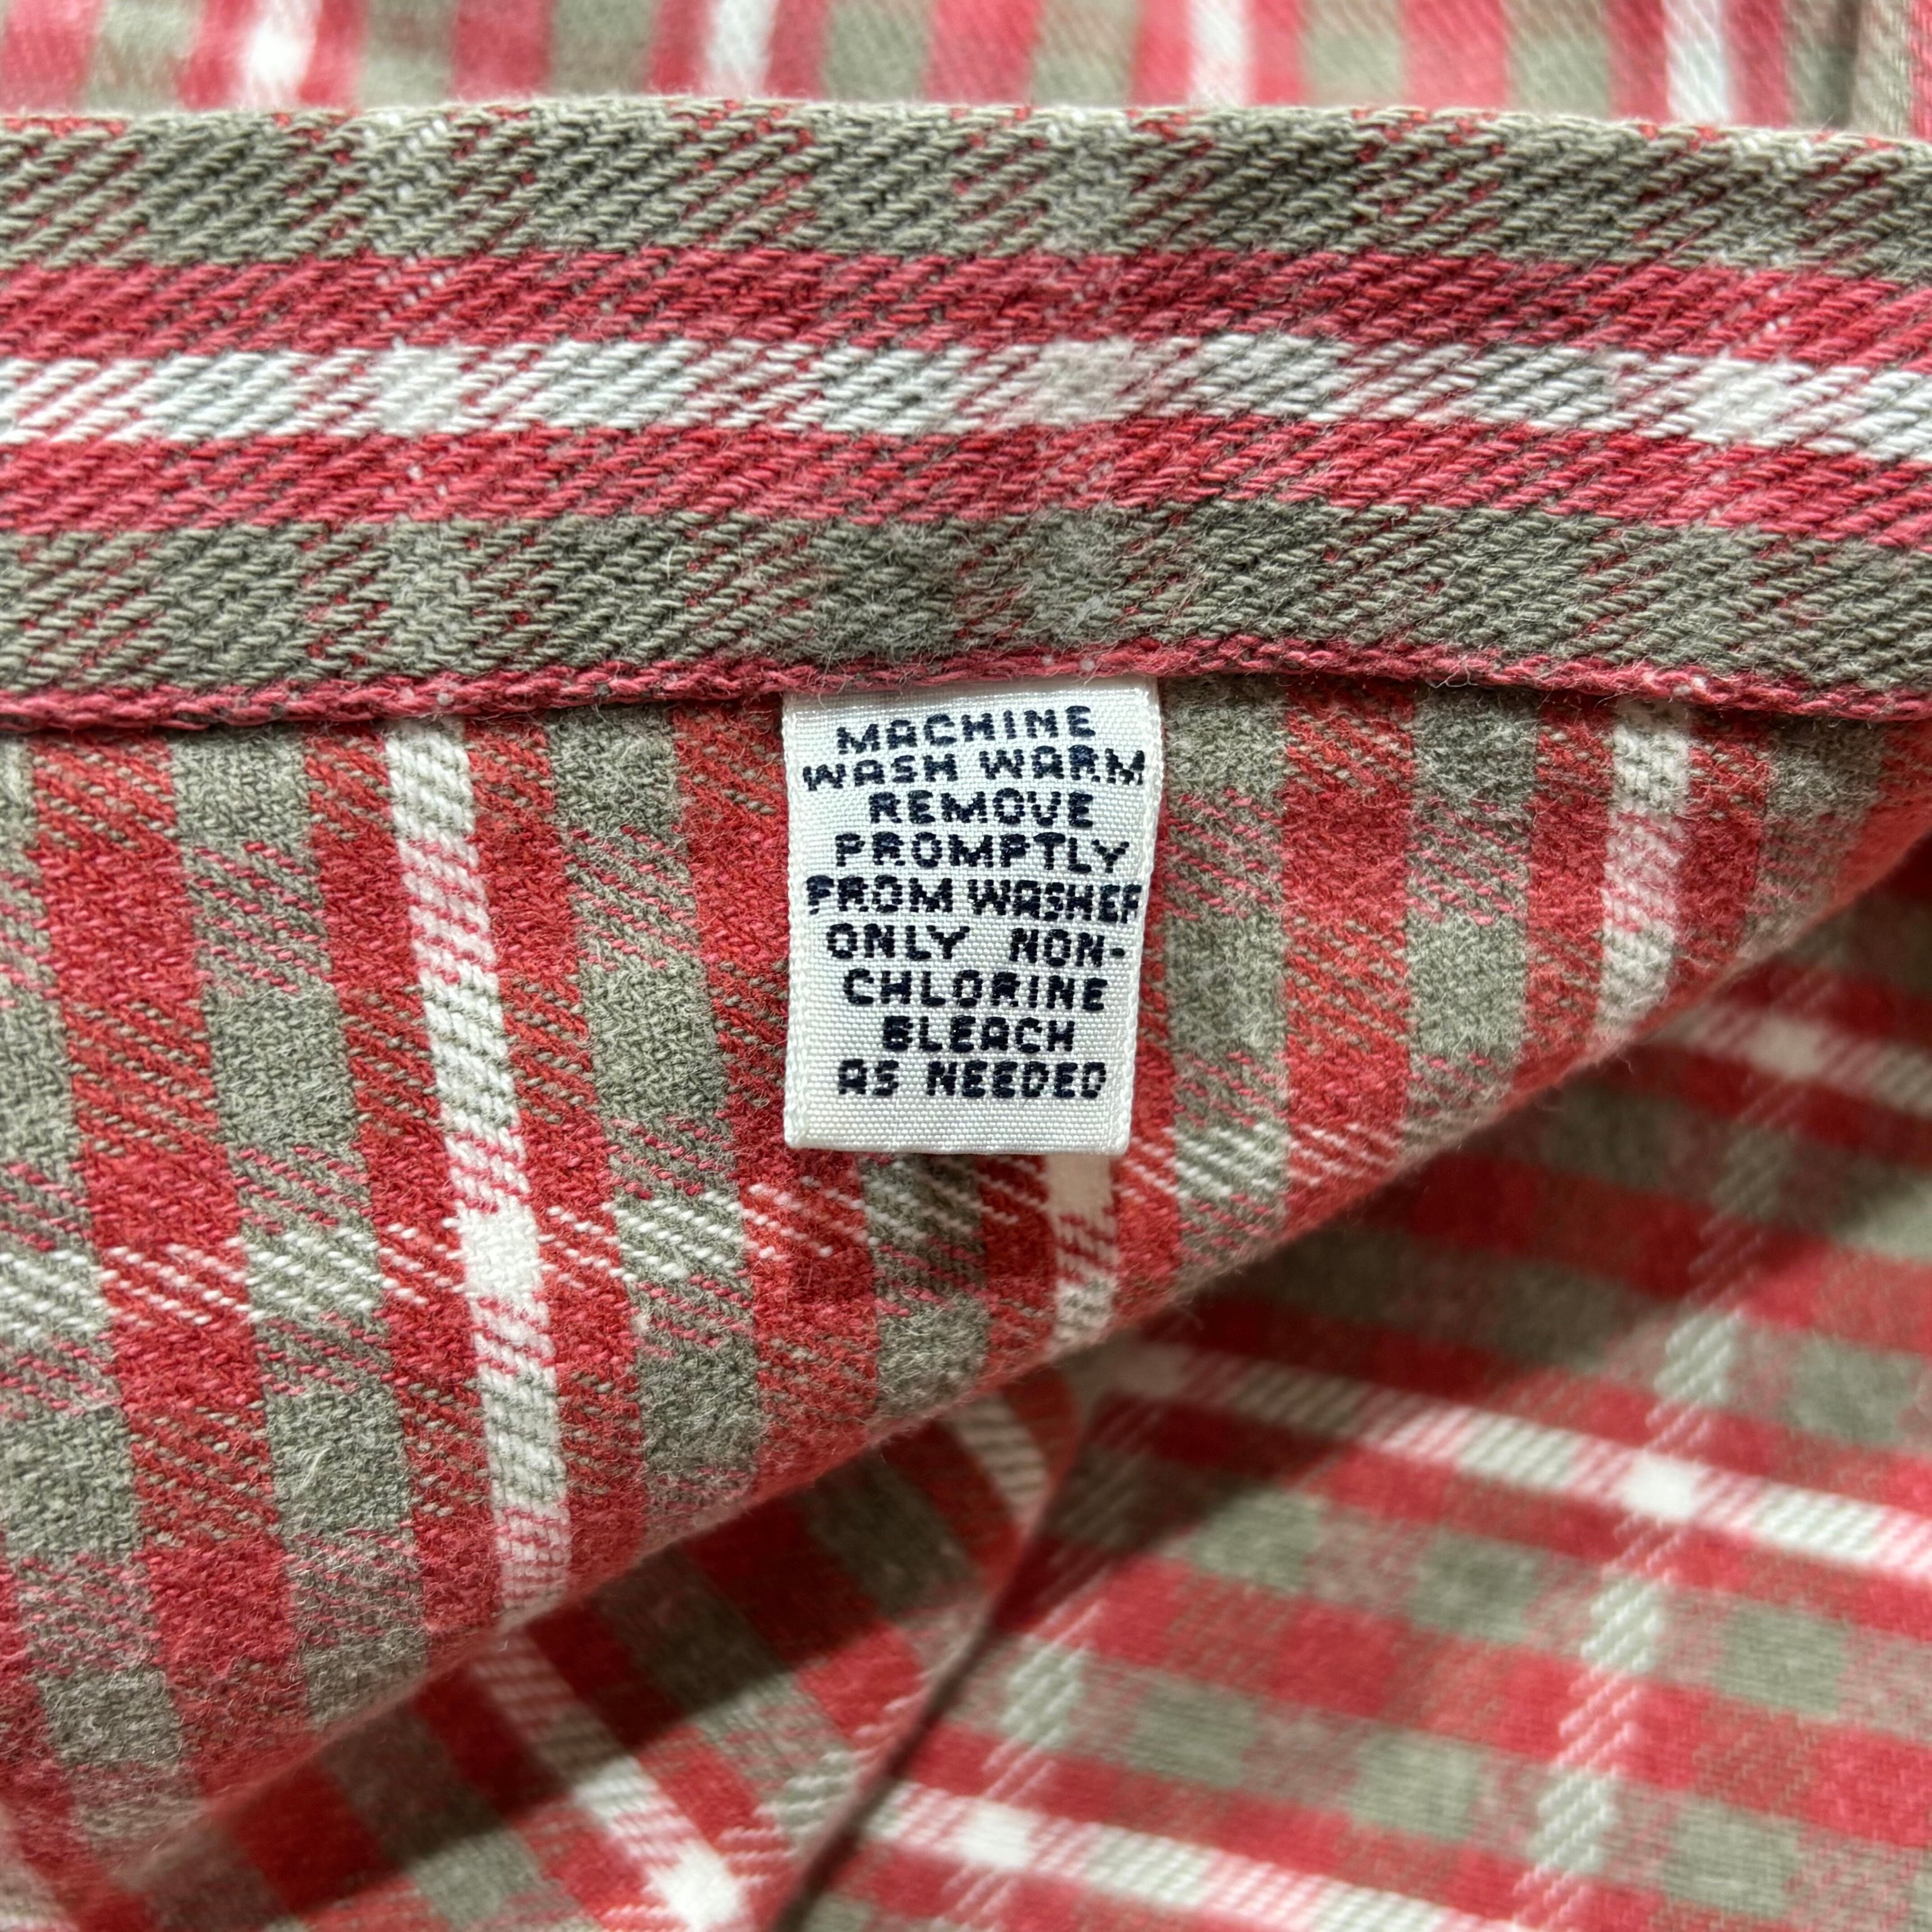 MACHINE
WASH WARM
REMOVE
PROMPTLY
FROM WASHER
ONLY NON-
CHLORINE
BLEACH
AS NEEDED